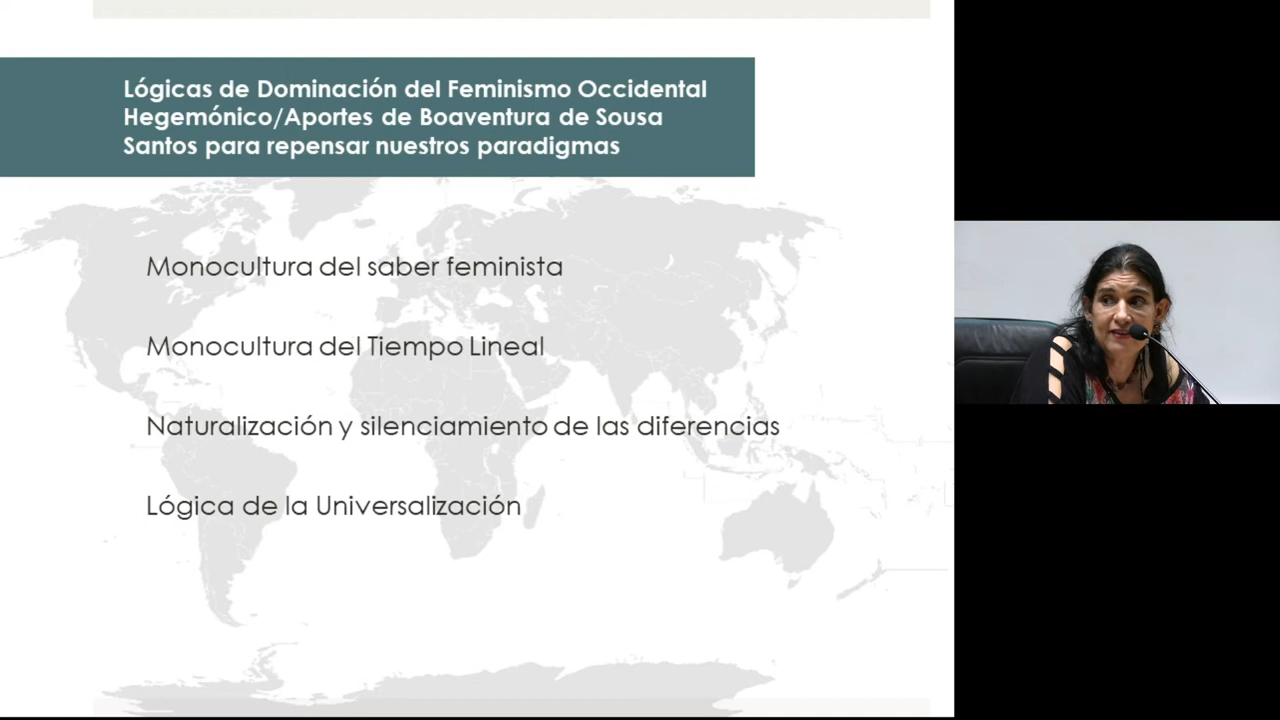 Lógicas de Dominación del Feminismo Occidental
Hegemónico/Aportes de Boaventura de Sousa
Santos para repensar nuestros paradigmas
Monocultura del saber feminista
Monocultura del Tiempo Lineal
Naturalización y silenciamiento de las diferencias
Lógica de la Universalización